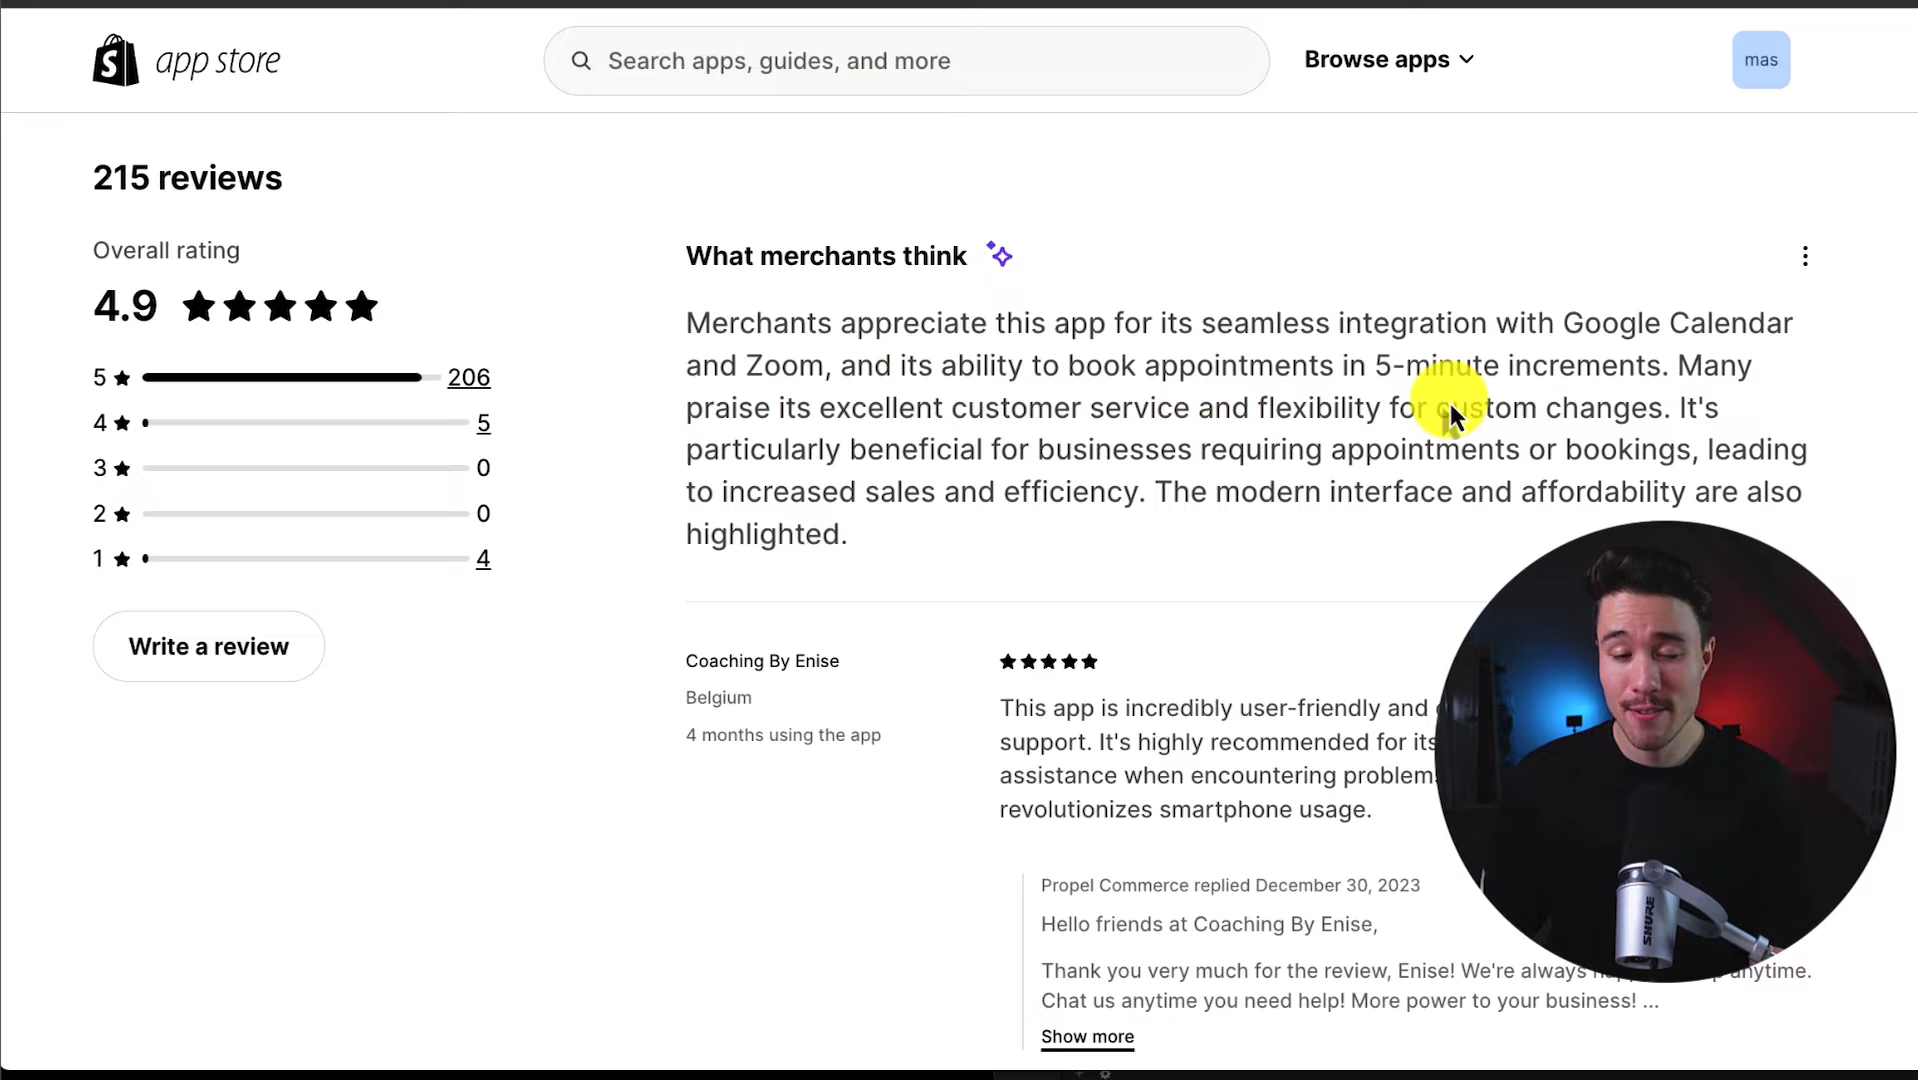 app store
Search apps, guides, and more
Browse apps
mas
215 reviews
Overall rating
4.9
5 206
4 5
3 0
2 0
1 4
Write a review
What merchants think
Merchants appreciate this app for its seamless integration with Google Calendar
and Zoom, and its ability to book appointments in 5-minute increments. Many
praise its excellent customer service and flexibility for custom changes. It's
particularly beneficial for businesses requiring appointments or bookings, leading
to increased sales and efficiency. The modern interface and affordability are also
highlighted.
Coaching By Enise
Belgium
4 months using the app
This app is incredibly user-friendly and
support. It's highly recommended for its
assistance when encountering problems
revolutionizes smartphone usage.
Propel Commerce replied December 30, 2023
Hello friends at Coaching By Enise,
Thank you very much for the review, Enise! We're always anytime.
Chat us anytime you need help! More power to your business! ...
Show more
SHURE